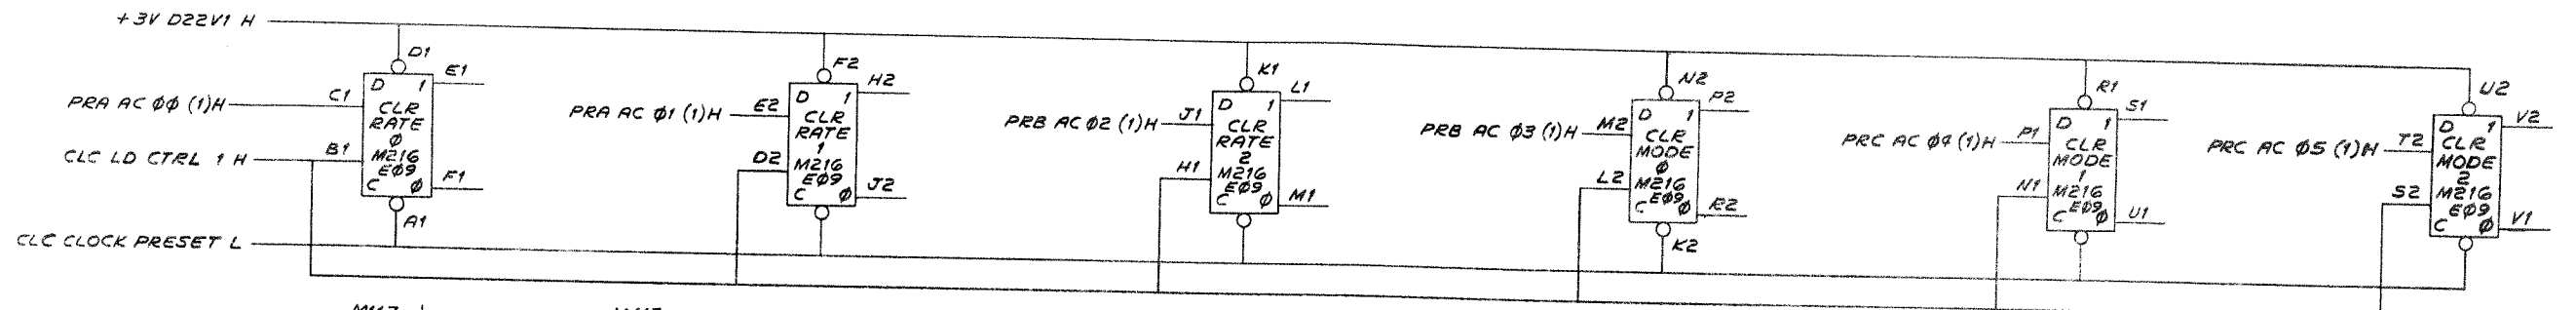 +3V D22V1 H
D1
D 1
E1
PRA AC ØØ (1)H
C1
CLR
RATE
Ø
CLC LD CTRL 1 H
B1
M216
EØ9
C Ø
F1
A1
CLC CLOCK PRESET L
F2
D 1
H2
PRA AC Ø1 (1)H
E2
CLR
RATE
1
D2
M216
EØ9
C Ø
J2
K1
D 1
L1
PRB AC Ø2 (1)H
J1
CLR
RATE
2
H1
M216
EØ9
C Ø
M1
N2
D 1
P2
PRB AC Ø3 (1)H
M2
CLR
MODE
Ø
L2
M216
EØ9
C Ø
R2
K2
R1
D 1
S1
PRC AC Ø4 (1)H
P1
CLR
MODE
1
N1
M216
EØ9
C Ø
U1
U2
D 1
V2
PRC AC Ø5 (1)H
T2
CLR
MODE
2
S2
M216
EØ9
C Ø
V1